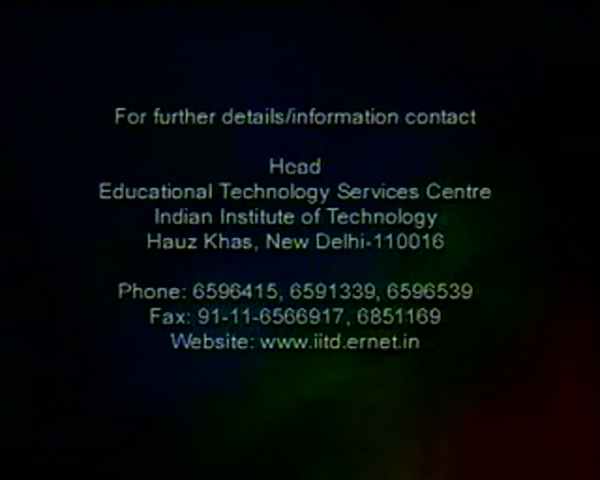 For further details/information contact
Head
Educational Technology Services Centre
Indian Institute of Technology
Hauz Khas, New Delhi-110016
Phone: 6596415, 6591339, 6596539
Fax: 91-11-6566917, 6851169
Website: www.iitd.ernet.in